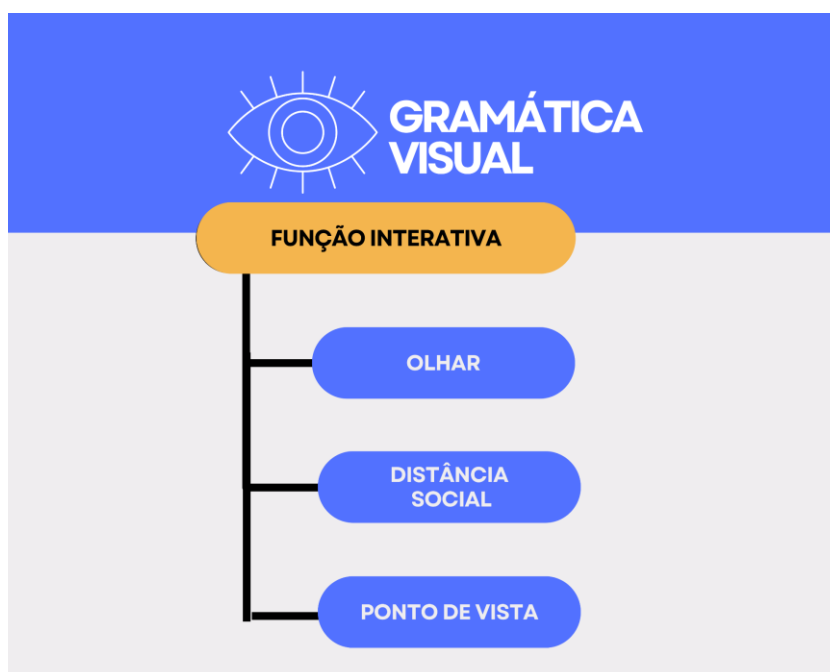 GRAMÁTICA
VISUAL
FUNÇÃO INTERATIVA
OLHAR
DISTÂNCIA
SOCIAL
PONTO DE VISTA